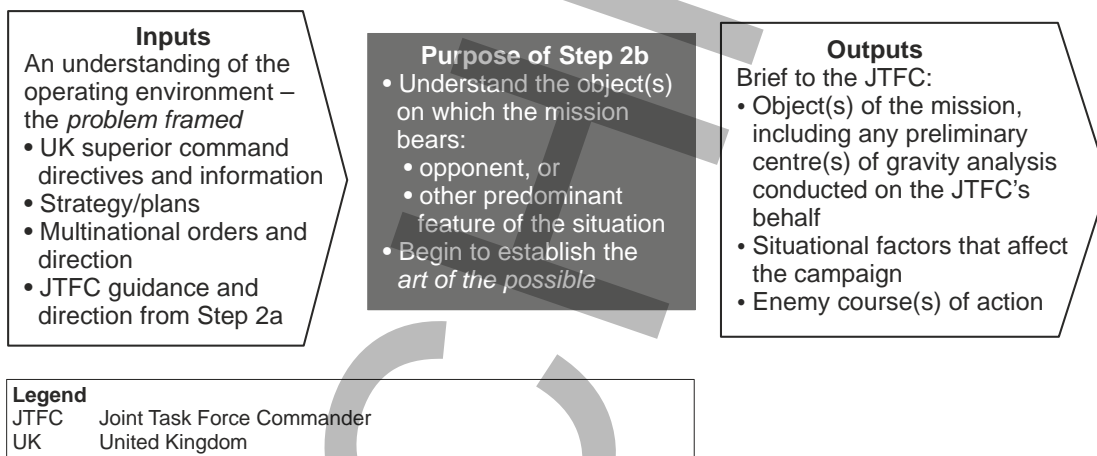 Inputs
An understanding of the
operating environment –
the problem framed
• UK superior command
directives and information
• Strategy/plans
• Multinational orders and
direction
• JTFC guidance and
direction from Step 2a
Purpose of Step 2b
• Understand the object(s)
on which the mission
bears:
• opponent, or
• other predominant
feature of the situation
• Begin to establish the
art of the possible
Outputs
Brief to the JTFC:
• Object(s) of the mission,
including any preliminary
centre(s) of gravity analysis
conducted on the JTFC's
behalf
• Situational factors that affect
the campaign
• Enemy course(s) of action
Legend
JTFC Joint Task Force Commander
UK United Kingdom